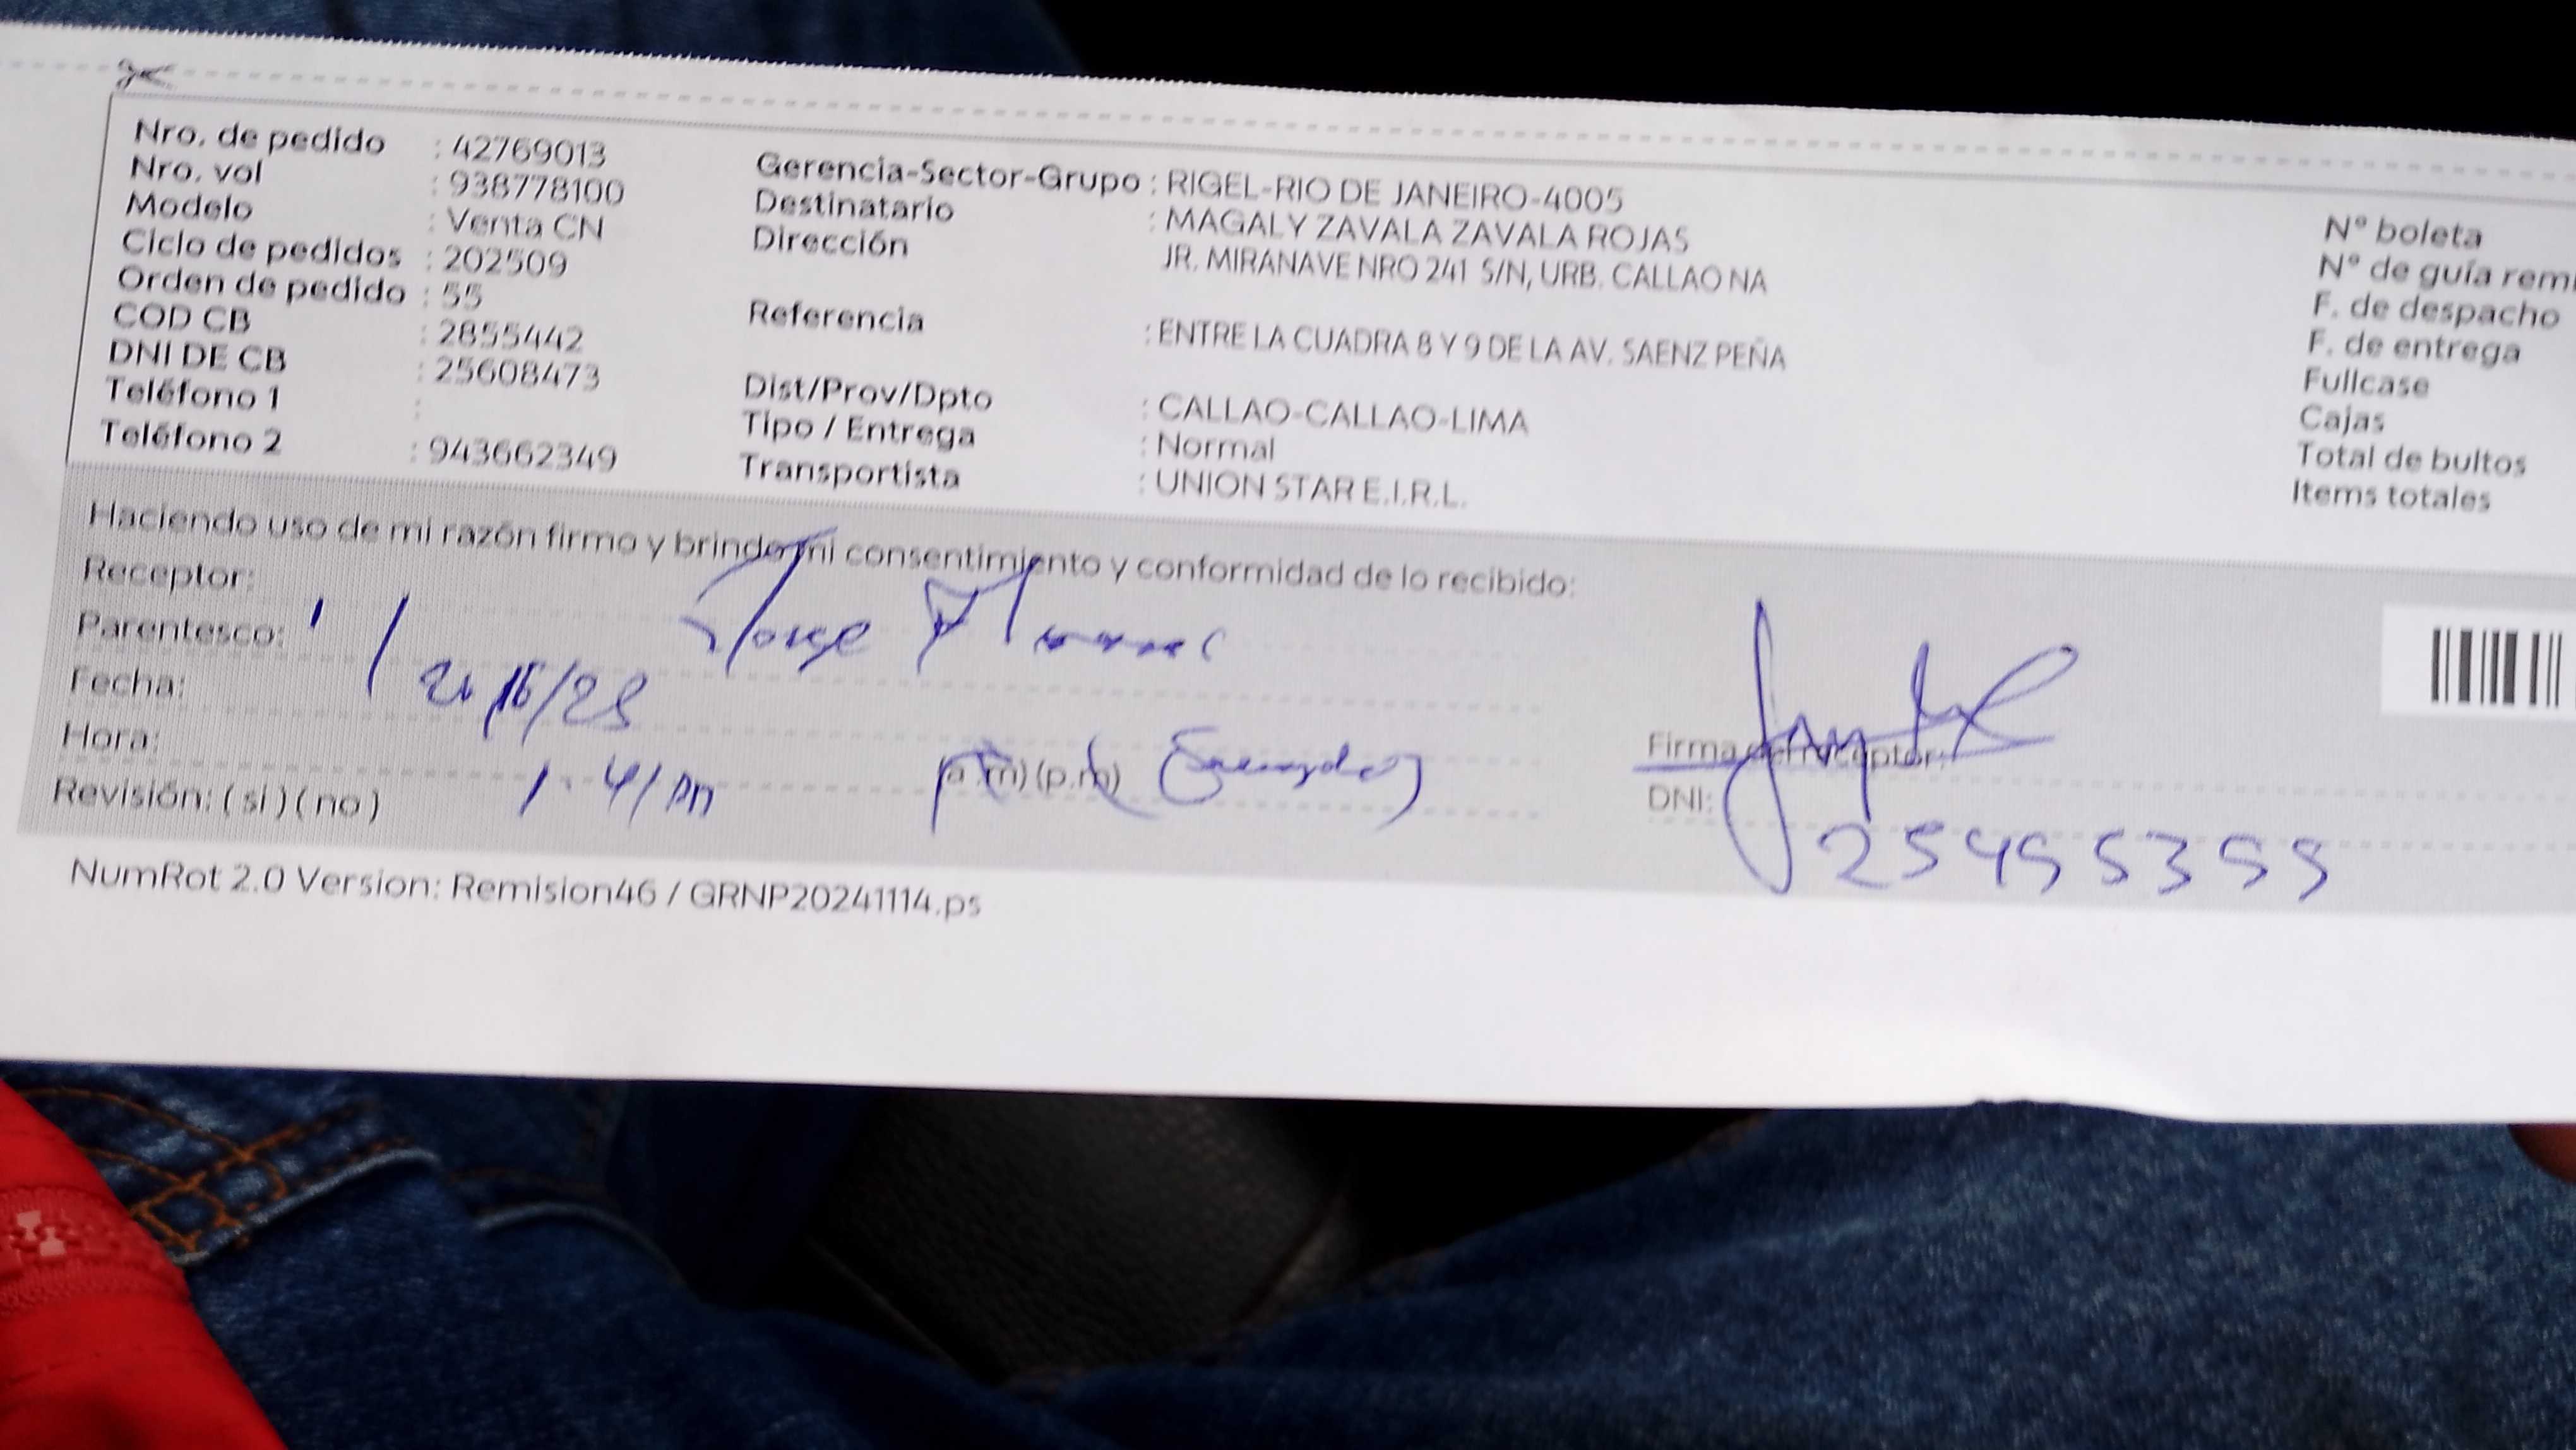 Nro. de pedido : 42769013
Nro. vol : 938778100
Modelo : Venta CN
Ciclo de pedidos : 202509
Orden de pedido : 55
COD CB : 2855442
DNI DE CB : 25608473
Teléfono 1 :
Teléfono 2 : 943662349
Gerencia-Sector-Grupo : RIGEL-RIO DE JANEIRO-4005
Destinatario : MAGALY ZAVALA ZAVALA ROJAS
Dirección JR. MIRANAVE NRO 241 S/N, URB. CALLAO NA
Referencia : ENTRE LA CUADRA 8 Y 9 DE LA AV. SAENZ PEÑA
Dist/Prov/Dpto : CALLAO-CALLAO-LIMA
Tipo / Entrega : Normal
Transportista : UNION STAR E.I.R.L.
N° boleta
N° de guía
F. de despacho
F. de entrega
Fullcase
Cajas
Total de bultos
Items totales
Haciendo uso de mi razón firmo y brindo mi consentimiento y conformidad de lo recibido:
Receptor: Jorge
Parentesco:
Fecha:
Hora: (a.m) (p.m)
Revisión: ( si ) ( no )
Firma del receptor:
DNI:
NumRot 2.0 Version: Remision46 / GRNP20241114.ps